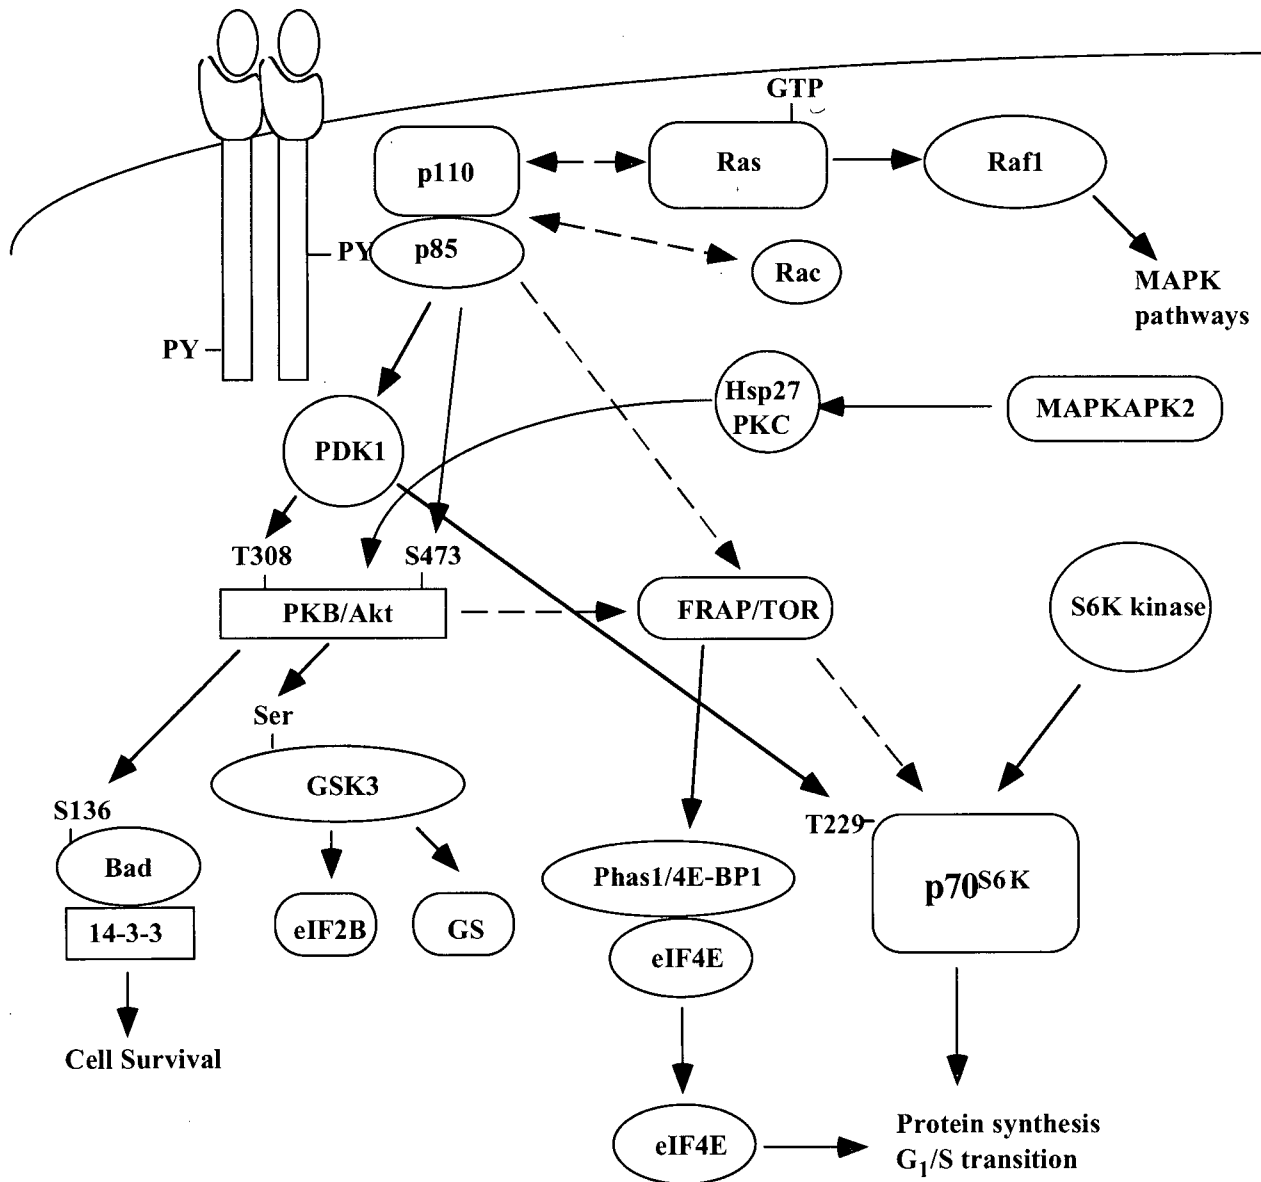 GTP
p110
Ras
Raf1
PY
p85
Rac
MAPK
pathways
PY
Hsp27
PKC
MAPKAPK2
PDK1
T308
S473
PKB/Akt
FRAP/TOR
S6K kinase
Ser
GSK3
S136
T229
Bad
Phas1/4E-BP1
p70S6K
14-3-3
eIF2B
GS
eIF4E
Cell Survival
eIF4E
Protein synthesis
G1/S transition